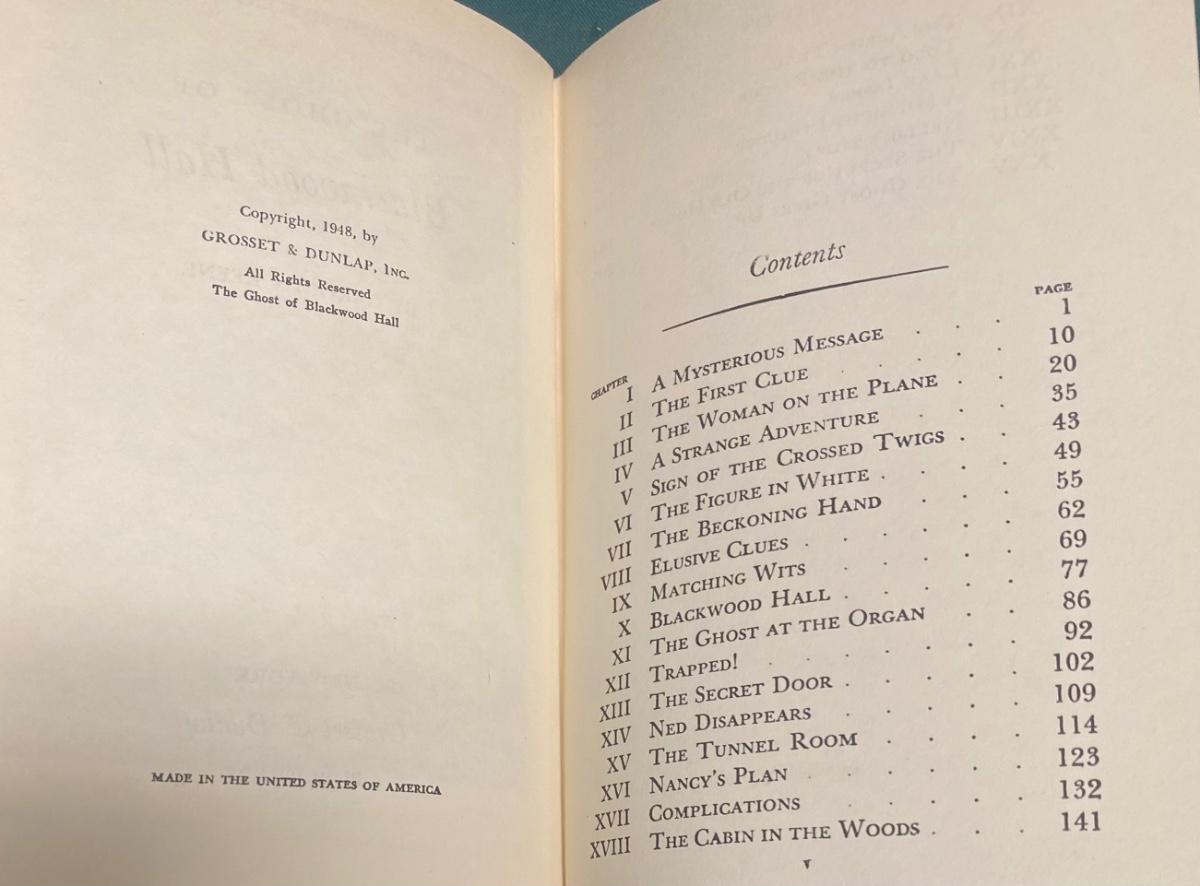 Copyright, 1948, by
GROSSET & DUNLAP, INC.
All Rights Reserved
The Ghost of Blackwood Hall
MADE IN THE UNITED STATES OF AMERICA
Contents
CHAPTER PAGE
I A MYSTERIOUS MESSAGE . . . 1
II THE FIRST CLUE . . . . 10
III THE WOMAN ON THE PLANE . . 20
IV A STRANGE ADVENTURE . . . 35
V SIGN OF THE CROSSED TWIGS . . 43
VI THE FIGURE IN WHITE . . . . 49
VII THE BECKONING HAND . . . 55
VIII ELUSIVE CLUES . . . . . 62
IX MATCHING WITS . . . . . 69
X BLACKWOOD HALL . . . . . 77
XI THE GHOST AT THE ORGAN . . 86
XII TRAPPED! . . . . . . 92
XIII THE SECRET DOOR . . . . . 102
XIV NED DISAPPEARS . . . . . 109
XV THE TUNNEL ROOM . . . . 114
XVI NANCY'S PLAN . . . . . . 123
XVII COMPLICATIONS . . . . . 132
XVIII THE CABIN IN THE WOODS . . . 141
v